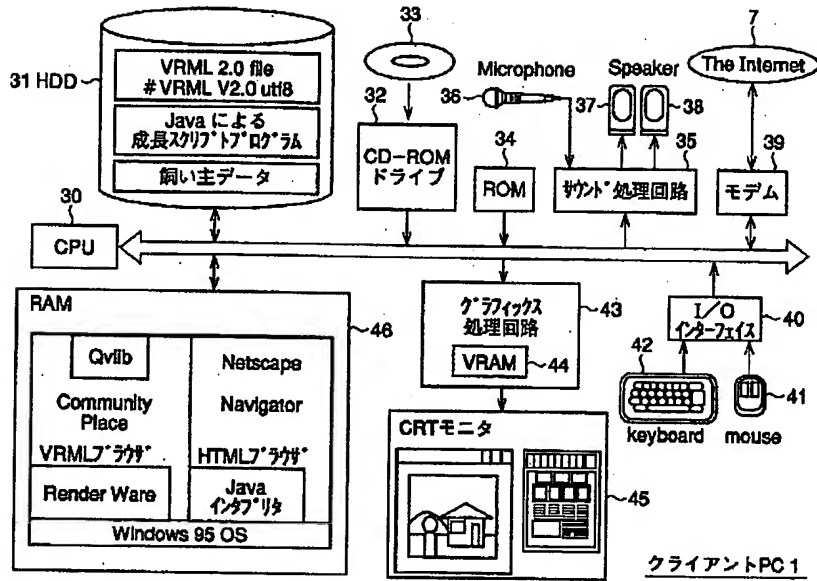 33
7
31 HDD
VRML 2.0 file
#VRML V2.0 utf8
Javaによる
成長スクリプトプログラム
飼い主データ
Microphone
Speaker
The Internet
32
36
37
38
CD-ROM
ドライブ
34
ROM
35
サウンド処理回路
39
モデム
30
CPU
RAM
46
Qvlib
Community
Place
VRMLブラウザ
Render Ware
Netscape
Navigator
HTMLブラウザ
Java
インタプリタ
Windows 95 OS
グラフィックス
処理回路
43
VRAM
44
I/O
インターフェイス
40
42
41
keyboard
mouse
CRTモニタ
45
クライアントPC 1